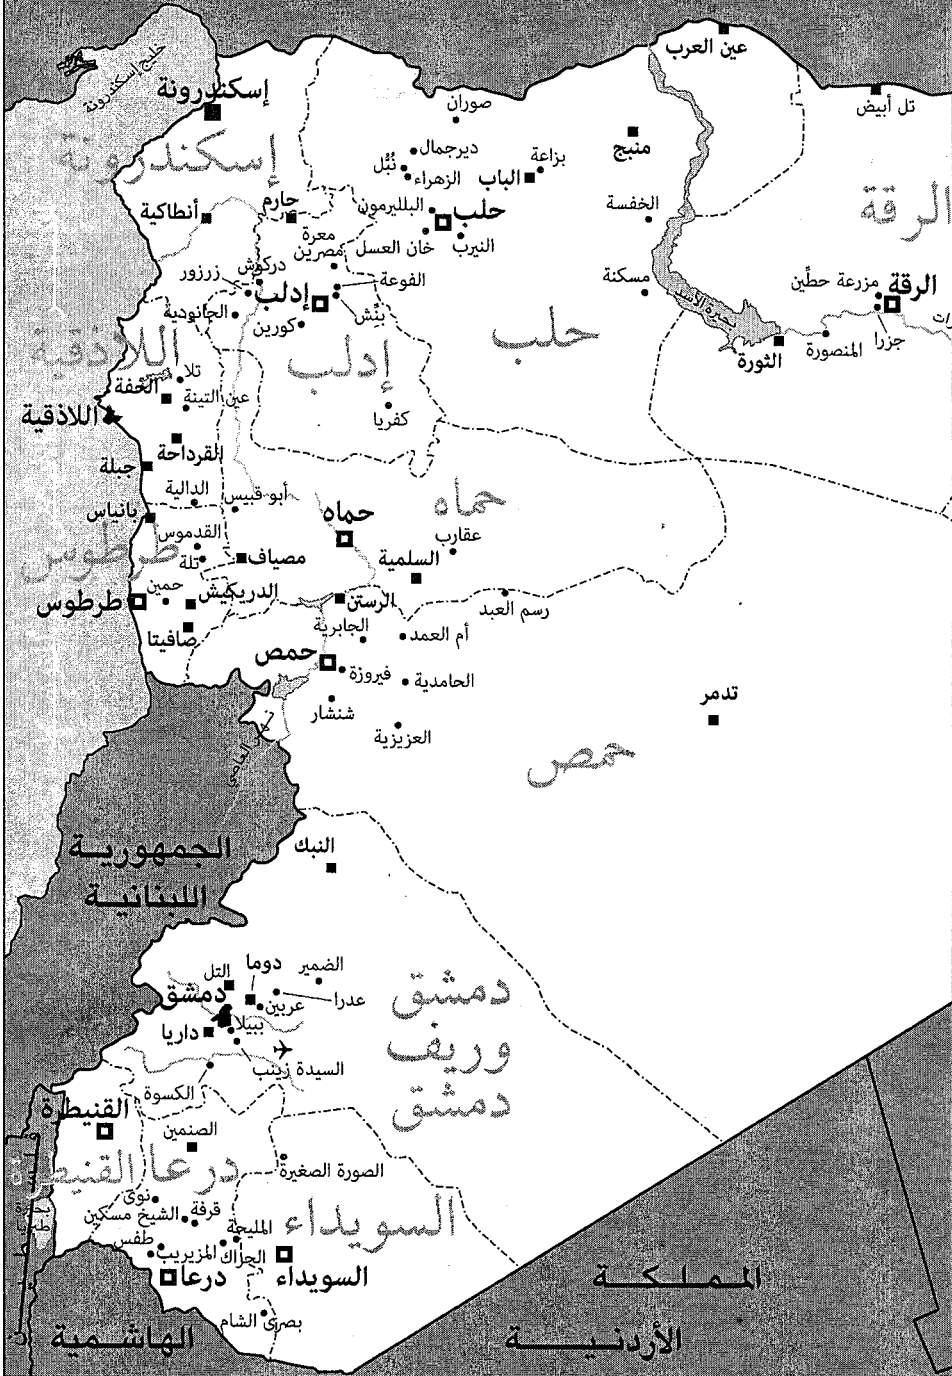 عين العرب
خليج إسكندرونة
إسكندرونة
تل أبيض
صوران
إسكندرونة
منبج
ديرجمال
نُبُّل
الزهراء
بزاعة
الباب
الرقة
حارم
أنطاكية
البلليرمون
حلب
الخفسة
معرة
مصرين
خان العسل
النيرب
دركوش
زرزور
الفوعة
مسكنة
مزرعة حطّين
الرقة
إدلب
بنِّش
الجانودية
كورين
بحيرة الأسد
حلب
اللاذقية
إدلب
الثورة
المنصورة
جزرا
تلا
الحفة
عين التينة
كفريا
اللاذقية
القرداحة
جبلة
الدالية
أبو قبيس
حماه
بانياس
حماه
القدموس
عقارب
طرطوس
تلة
مصياف
السلمية
حمين
الدريكيش
طرطوس
الرستن
رسم العبد
صافيتا
الجابرية
أم العمد
حمص
فيروزة
الحامدية
تدمر
شنشار
العزيزية
نهر العاصي
حمص
الجمهورية
اللبنانية
النبك
التل
دوما
الضمير
دمشق
عدرا
عربين
دمشق
وريف
دمشق
داريا
ببيلا
السيدة زينب
الكسوة
القنيطرة
الصنمين
القنيطرة
درعا
الصورة الصغيرة
نوى
الشيخ مسكين
قرفة
السويداء
بحيرة
طبريا
طفس
المليحة
المزيريب
الحراك
درعا
السويداء
بصرى الشام
فلسطين
المملكة
الأردنية
الهاشمية